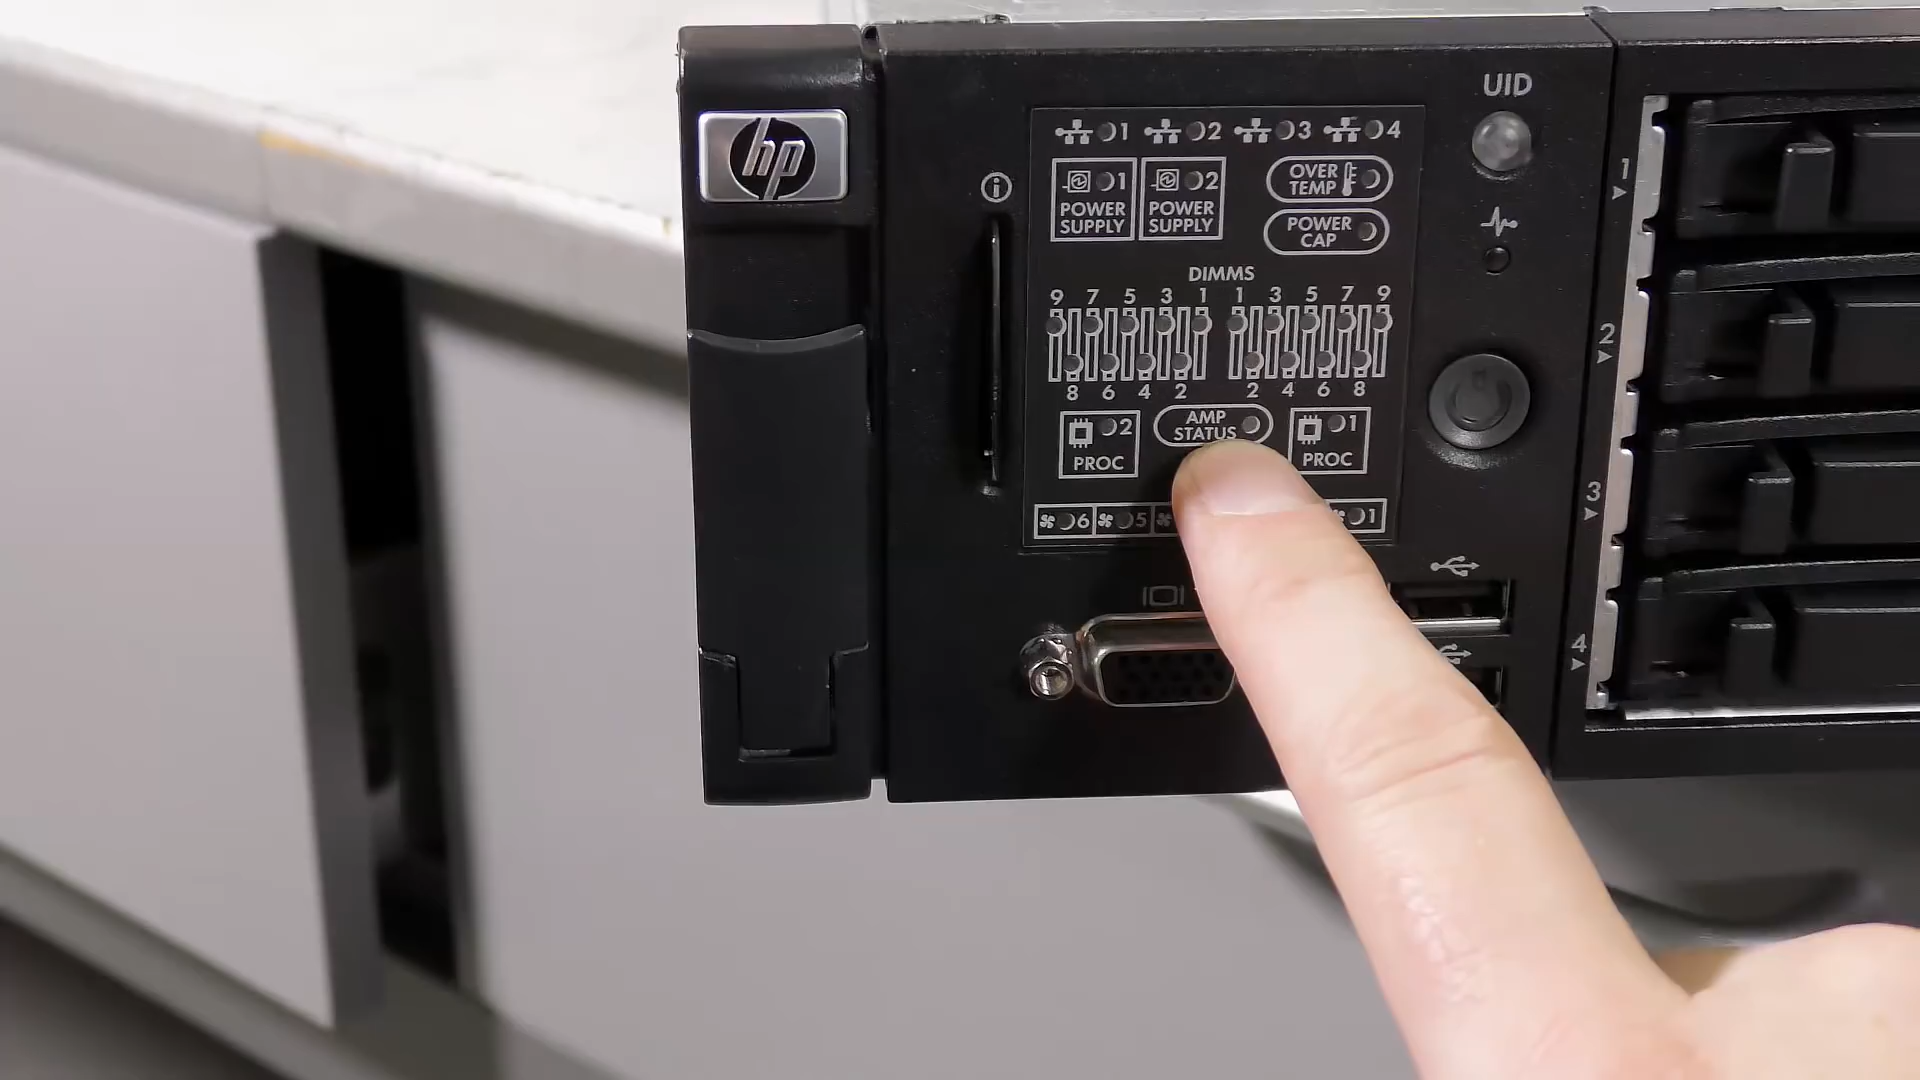 UID
hp
1 2 3 4
1 2
POWER SUPPLY
POWER SUPPLY
OVER TEMP
POWER CAP
DIMMS
9 7 5 3 1 1 3 5 7 9
8 6 4 2 2 4 6 8
2 PROC
AMP STATUS
1 PROC
6 5 1
1
2
3
4